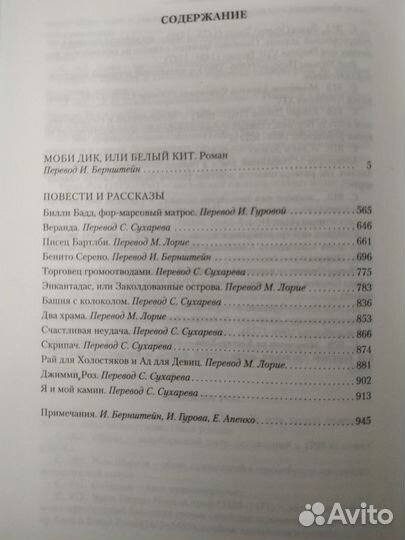 СОДЕРЖАНИЕ
МОБИ ДИК, ИЛИ БЕЛЫЙ КИТ. Роман
Перевод И. Бернштейн 5
ПОВЕСТИ И РАССКАЗЫ
Билли Бадд, фор-марсовый матрос. Перевод И. Гуровой 565
Веранда. Перевод С. Сухарева 646
Писец Бартлби. Перевод М. Лорие 661
Бенито Серено. Перевод И. Бернштейн 696
Торговец громоотводами. Перевод С. Сухарева 775
Энкантадас, или Заколдованные острова. Перевод М. Лорие 783
Башня с колоколом. Перевод С. Сухарева 836
Два храма. Перевод М. Лорие 853
Счастливая неудача. Перевод С. Сухарева 866
Скрипач. Перевод С. Сухарева 874
Рай для Холостяков и Ад для Девиц. Перевод М. Лорие. 881
Джимми Роз. Перевод С. Сухарева 902
Я и мой камин. Перевод С. Сухарева 913
Примечания. И. Бернштейн, И. Гурова, Е. Апенко 945
Avito